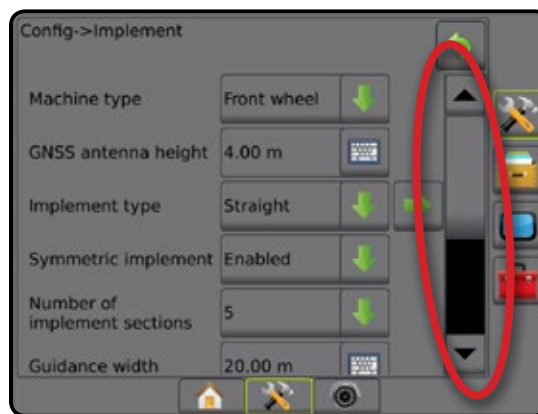 Config->Implement
Machine type Front wheel
GNSS antenna height 4.00 m
Implement type Straight
Symmetric implement Enabled
Number of
implement sections 5
Guidance width 20.00 m